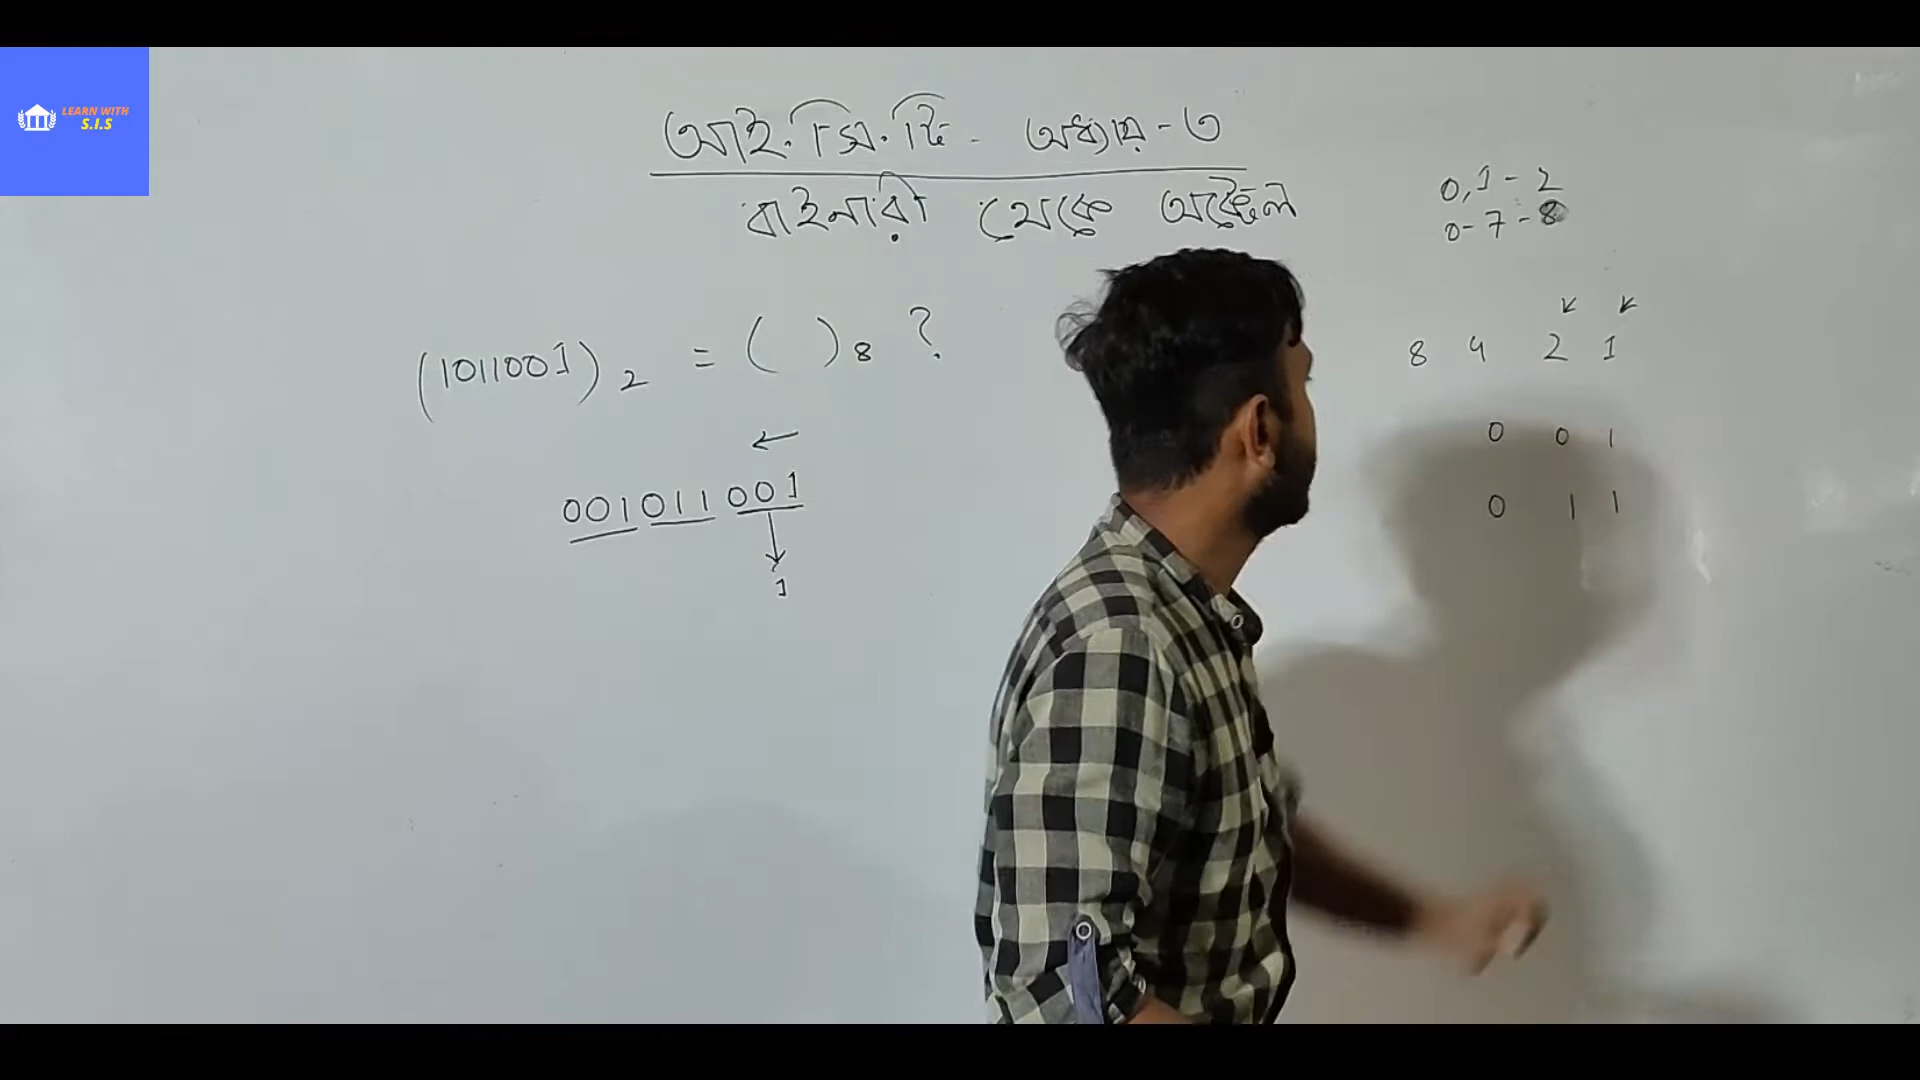 LEARN WITH
S.I.S
আই.সি.টি - অধ্যায়-৩
বাইনারী থেকে অক্টাল
0,1-2
0-7-8
(1011001)2 = ( )8 ?
8 4 2 1
0 0 1
001011001
0 1 1
1